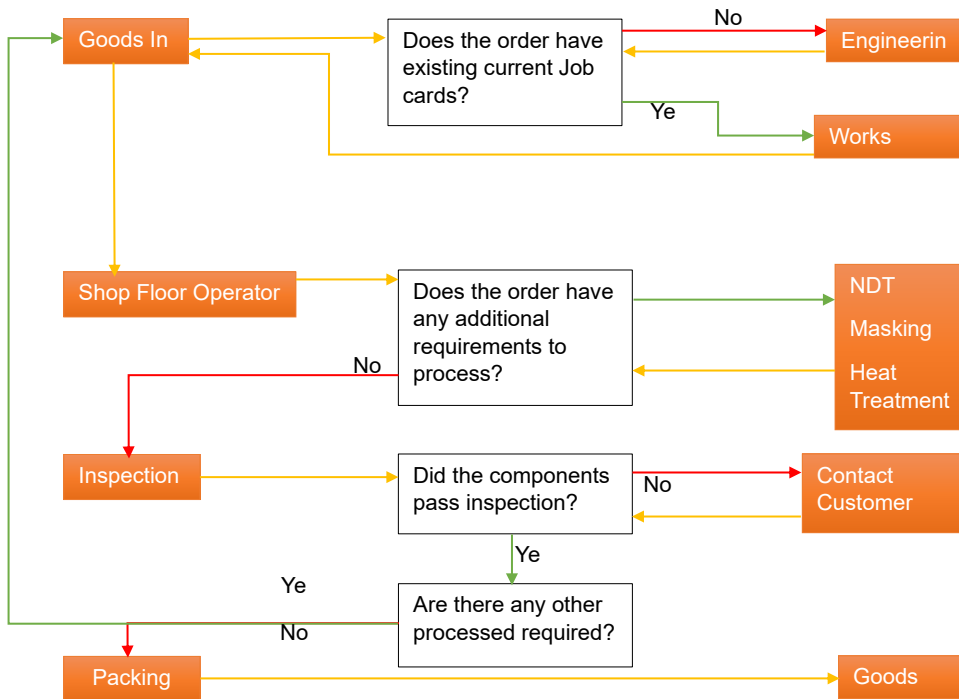 No
Goods In
Does the order have
existing current Job
cards?
Engineerin
Ye
Works
Shop Floor Operator
Does the order have
any additional
requirements to
process?
NDT
Masking
Heat
Treatment
No
Inspection
Did the components
pass inspection?
No
Contact
Customer
Ye
Ye
Are there any other
processed required?
No
Packing
Goods